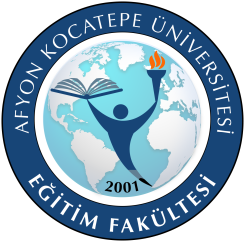 AFYON KOCATEPE ÜNİVERSİTESİ
2001
EĞİTİM FAKÜLTESİ